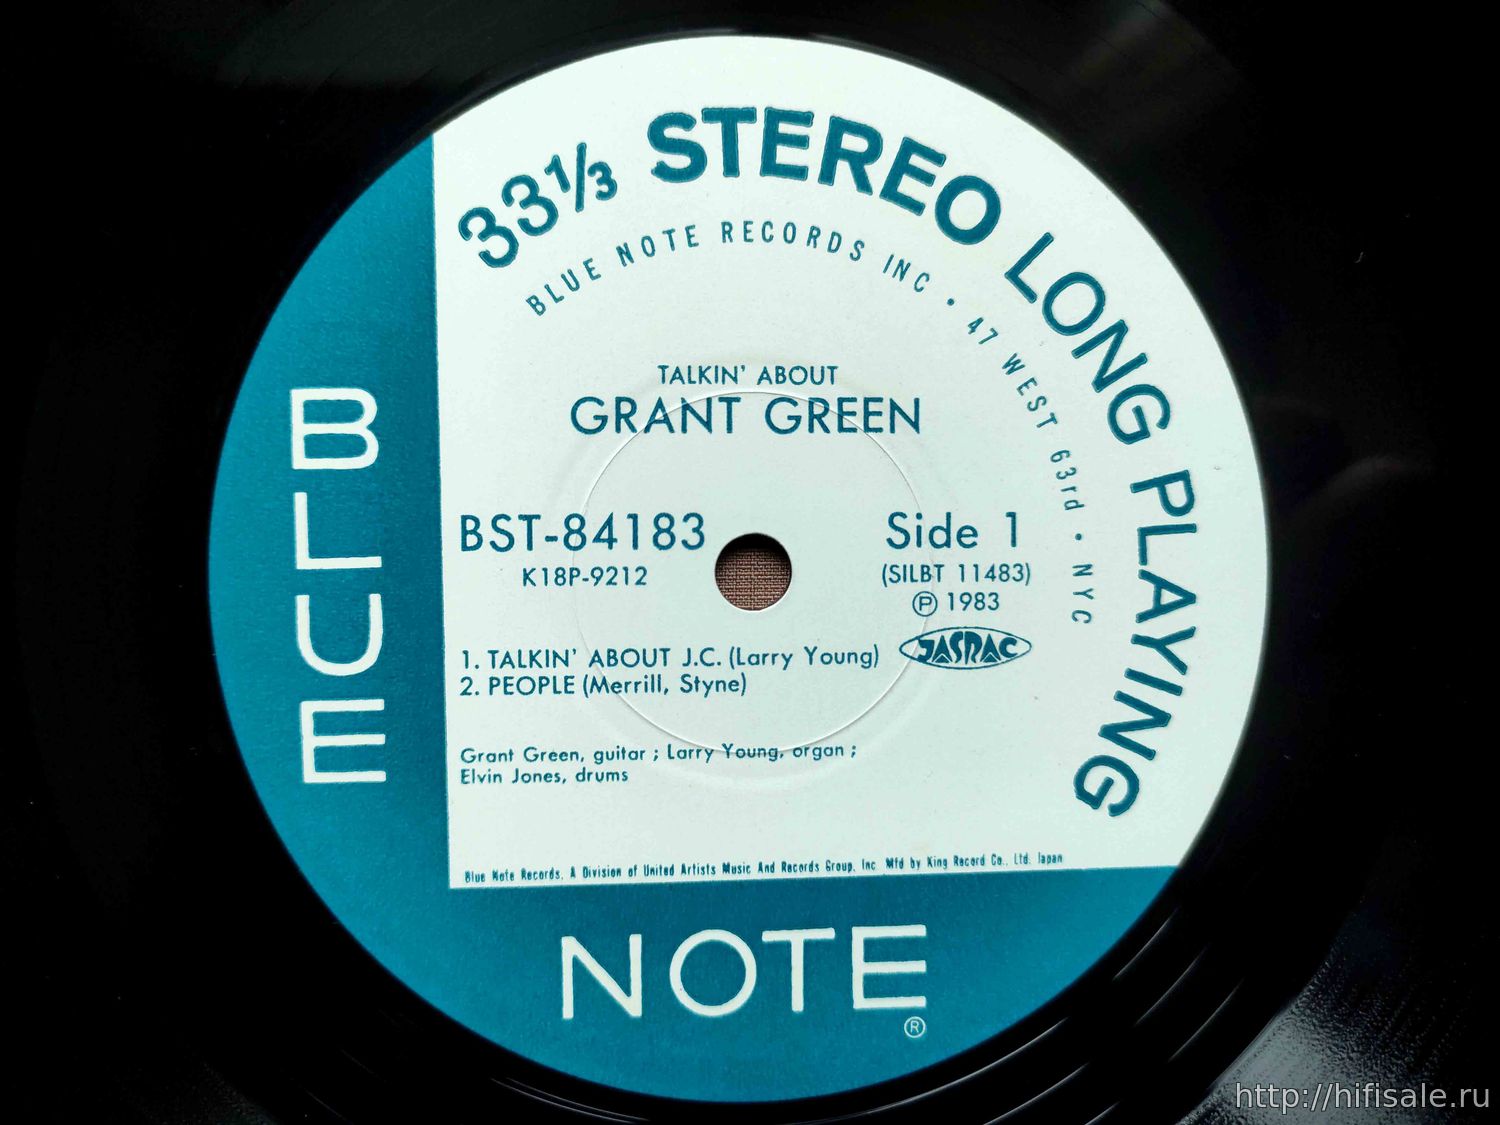 33⅓ STEREO LONG PLAYING
BLUE NOTE RECORDS INC • 47 WEST 63rd • NYC
TALKIN' ABOUT
GRANT GREEN
BST-84183
K18P-9212
Side 1
(SILBT 11483)
Ⓟ 1983
JASRAC
1. TALKIN' ABOUT J.C. (Larry Young)
2. PEOPLE (Merrill, Styne)
Grant Green, guitar ; Larry Young, organ ;
Elvin Jones, drums
Blue Note Records, A Division of United Artists Music And Records Group, Inc Mfd by King Record Co., Ltd. Japan
BLUE
NOTE
®
http://hifisale.ru